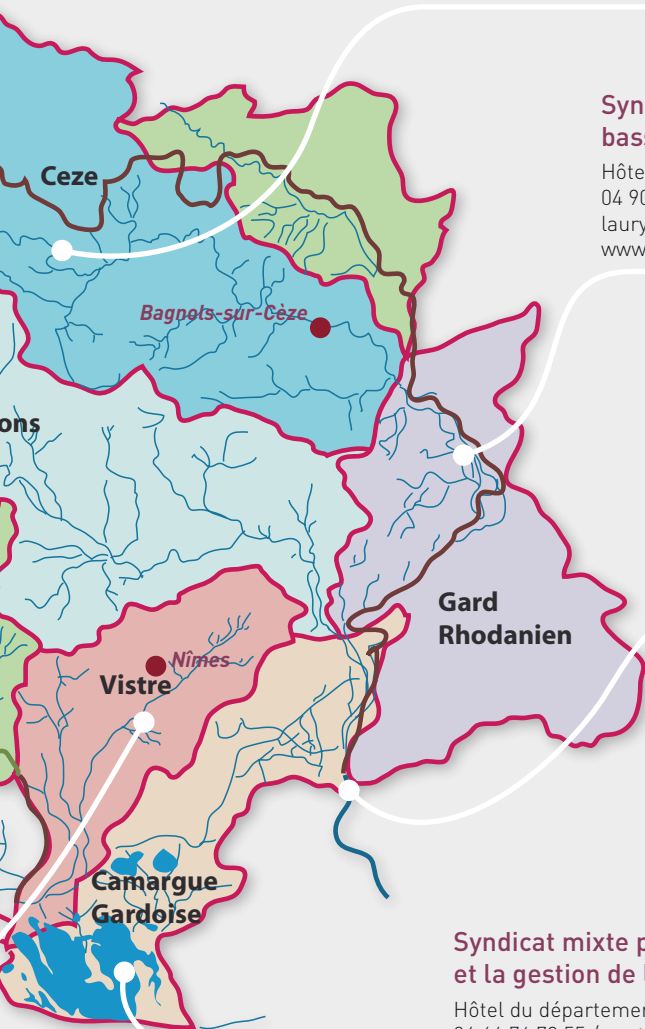 Syn
bass
Hôte
04 90
laury
www
Ceze
Bagnols-sur-Cèze
ons
Gard
Rhodanien
Nîmes
Vistre
Camargue
Gardoise
Syndicat mixte p
et la gestion de l
Hôtel du départemen